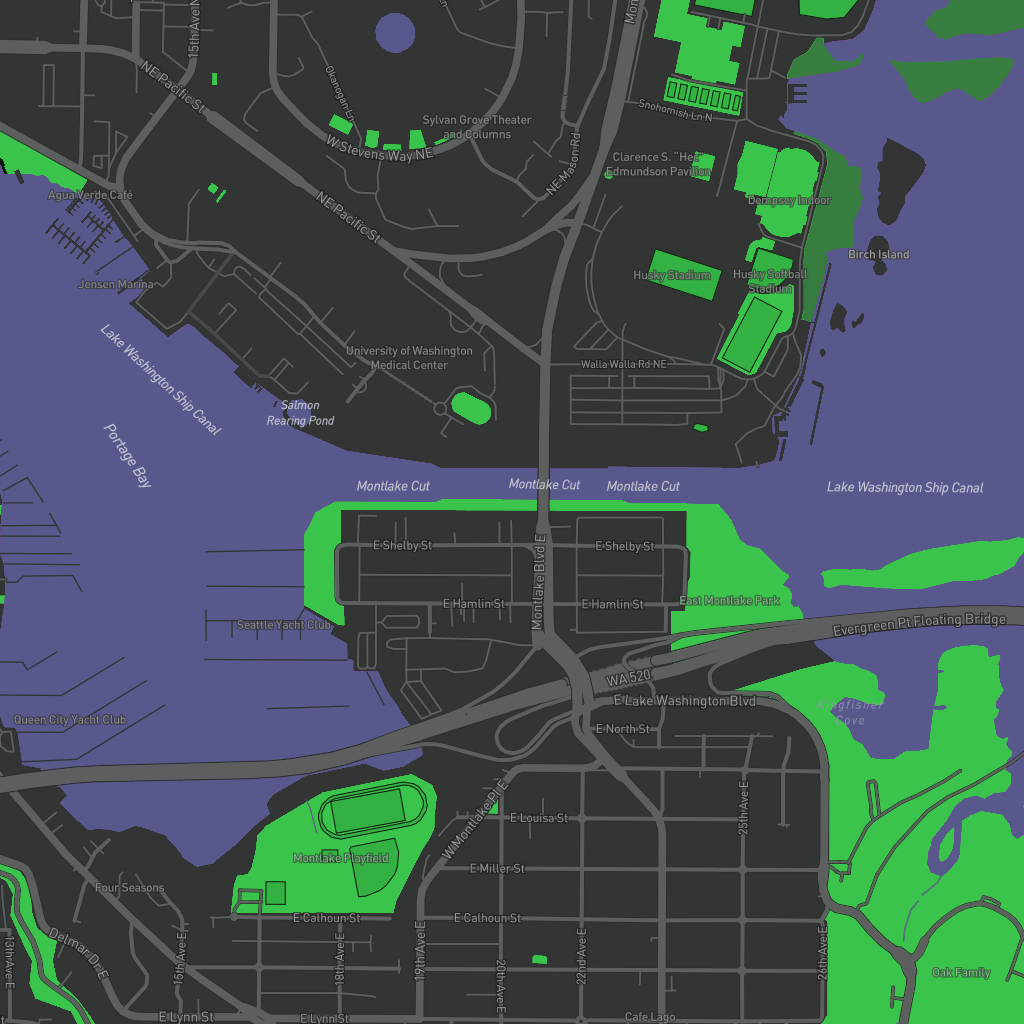 15th Ave N
Mon
NE Pacific St
Okanogan Ln
Snohomish Ln N
Sylvan Grove Theater
and Columns
W Stevens Way NE
NE Mason Rd
Clarence S. "Hec"
Edmundson Pavilion
Agua Verde Café
NE Pacific St
Dempsey Indoor
Birch Island
Jensen Marina
Husky Stadium
Husky Softball
Stadium
Lake Washington Ship Canal
University of Washington
Medical Center
Walla Walla Rd NE
Salmon
Rearing Pond
Portage Bay
Montlake Cut
Montlake Cut
Montlake Cut
Lake Washington Ship Canal
E Shelby St
E Shelby St
Montlake Blvd E
E Hamlin St
E Hamlin St
East Montlake Park
Seattle Yacht Club
Evergreen Pt Floating Bridge
WA 520
E Lake Washington Blvd
Kingfisher
Cove
Queen City Yacht Club
E North St
W Montlake Pl E
E Louisa St
25th Ave E
Montlake Playfield
E Miller St
Four Seasons
E Calhoun St
E Calhoun St
Delmar Dr E
13th Ave E
15th Ave E
18th Ave E
19th Ave E
20th Ave E
22nd Ave E
26th Ave E
Oak Family
E Lynn St
E Lynn St
Cafe Lago